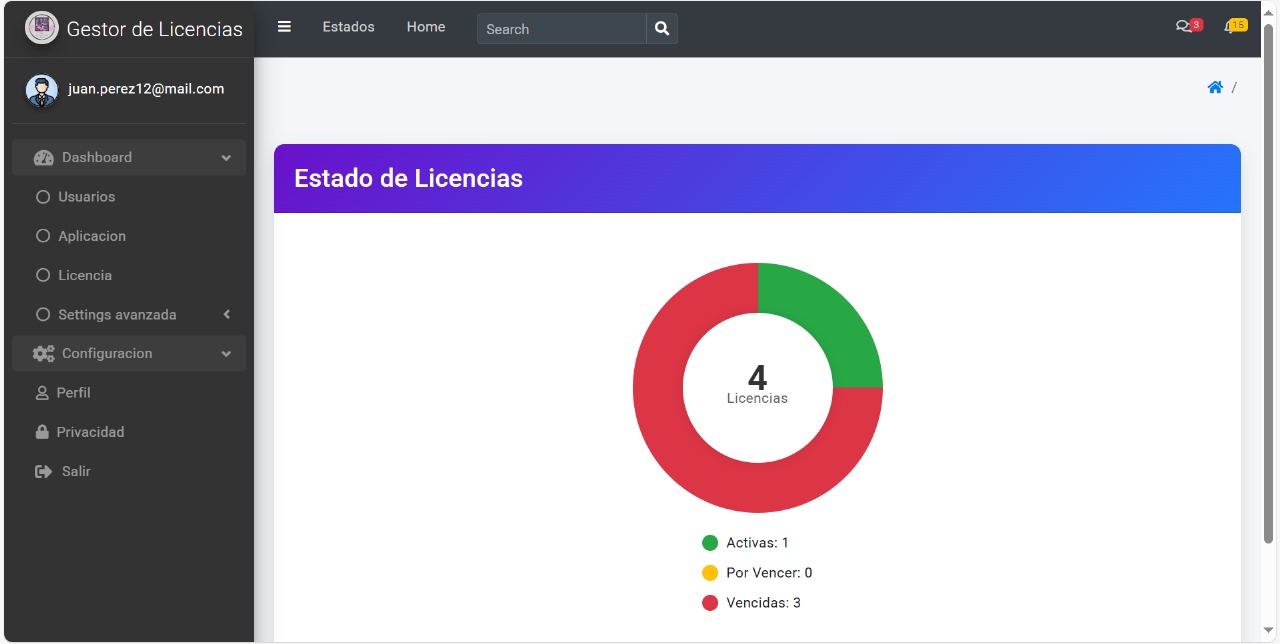 Gestor de Licencias
Estados
Home
Search
3
15
juan.perez12@mail.com
/
Dashboard
Usuarios
Aplicacion
Licencia
Settings avanzada
Configuracion
Perfil
Privacidad
Salir
Estado de Licencias
4
Licencias
Activas: 1
Por Vencer: 0
Vencidas: 3